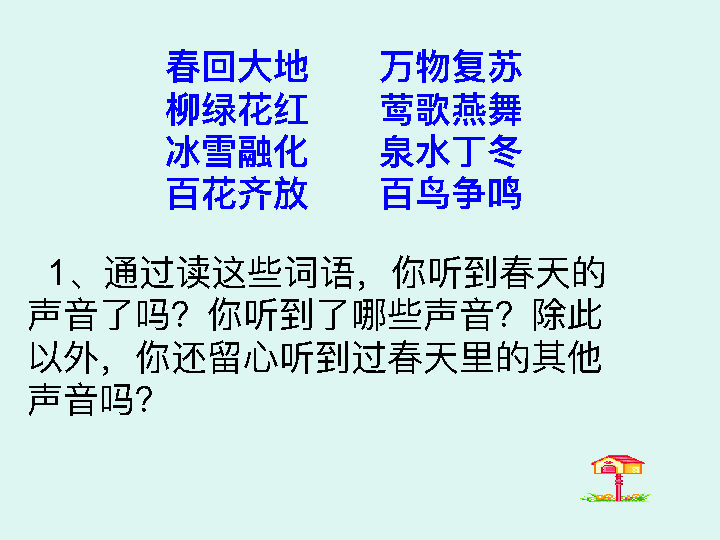 春回大地 万物复苏
柳绿花红 莺歌燕舞
冰雪融化 泉水丁冬
百花齐放 百鸟争鸣
1、通过读这些词语，你听到春天的
声音了吗？你听到了哪些声音？除此
以外，你还留心听到过春天里的其他
声音吗？